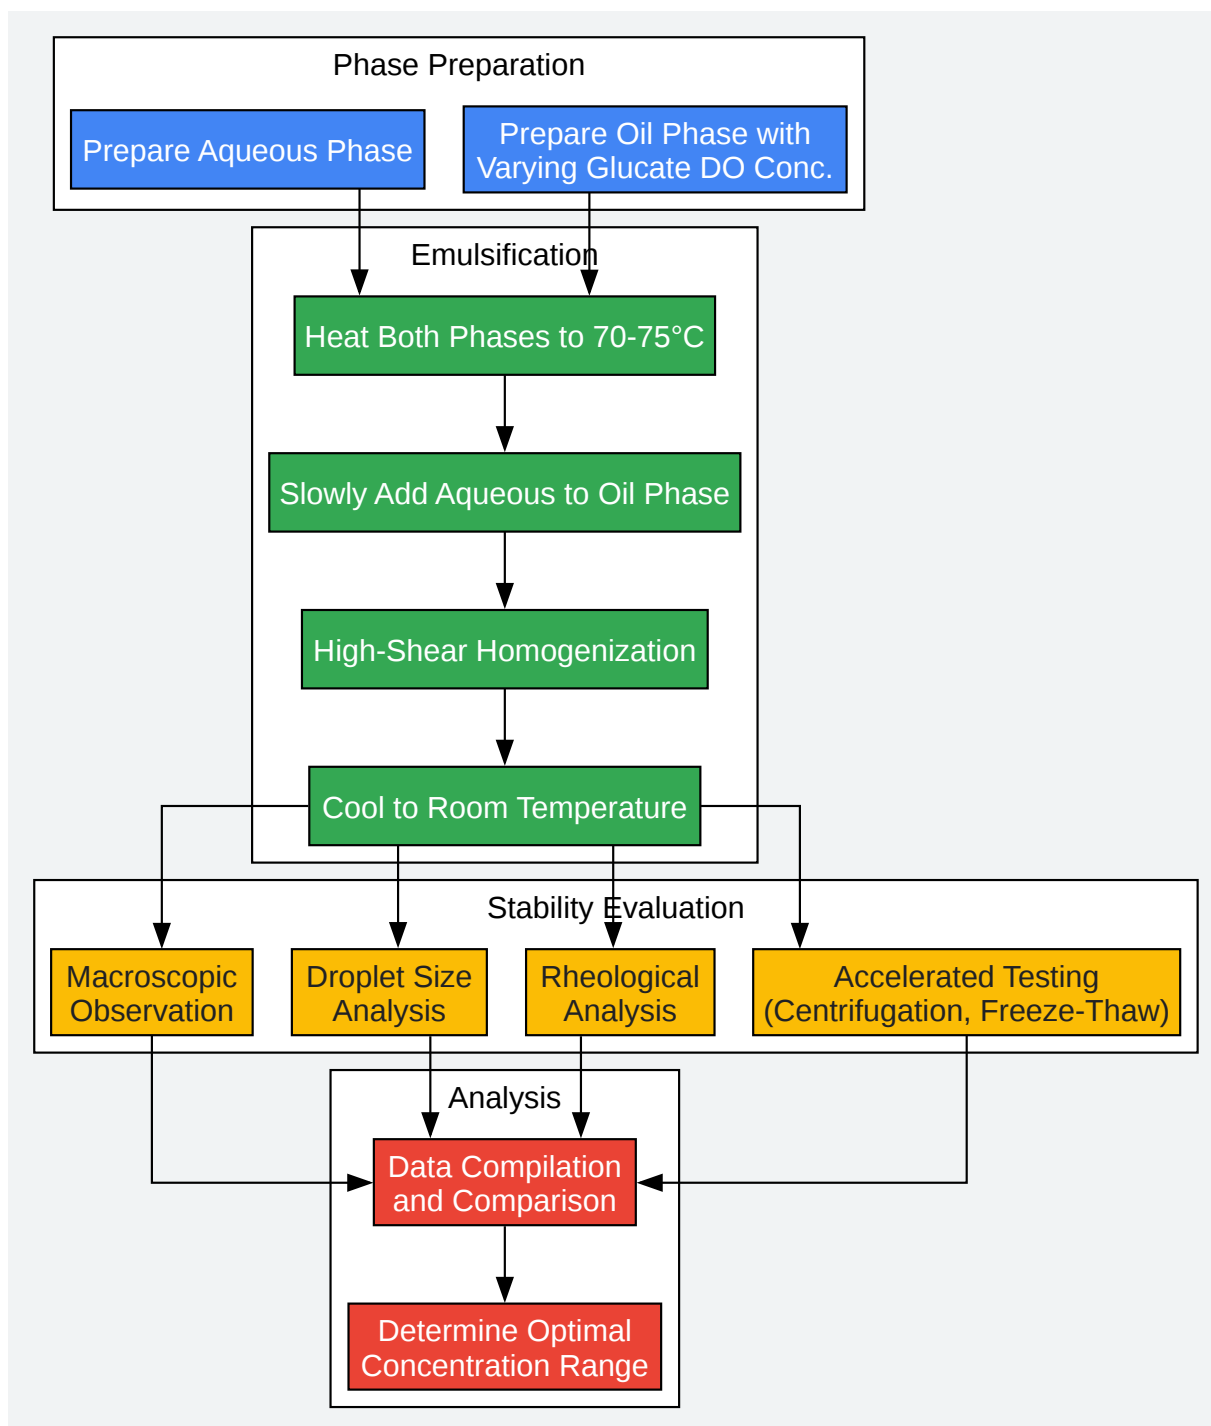 Phase Preparation
Prepare Aqueous Phase
Prepare Oil Phase with
Varying Glucate DO Conc.
Emulsification
Heat Both Phases to 70-75°C
Slowly Add Aqueous to Oil Phase
High-Shear Homogenization
Cool to Room Temperature
Stability Evaluation
Macroscopic
Observation
Droplet Size
Analysis
Rheological
Analysis
Accelerated Testing
(Centrifugation, Freeze-Thaw)
Analysis
Data Compilation
and Comparison
Determine Optimal
Concentration Range